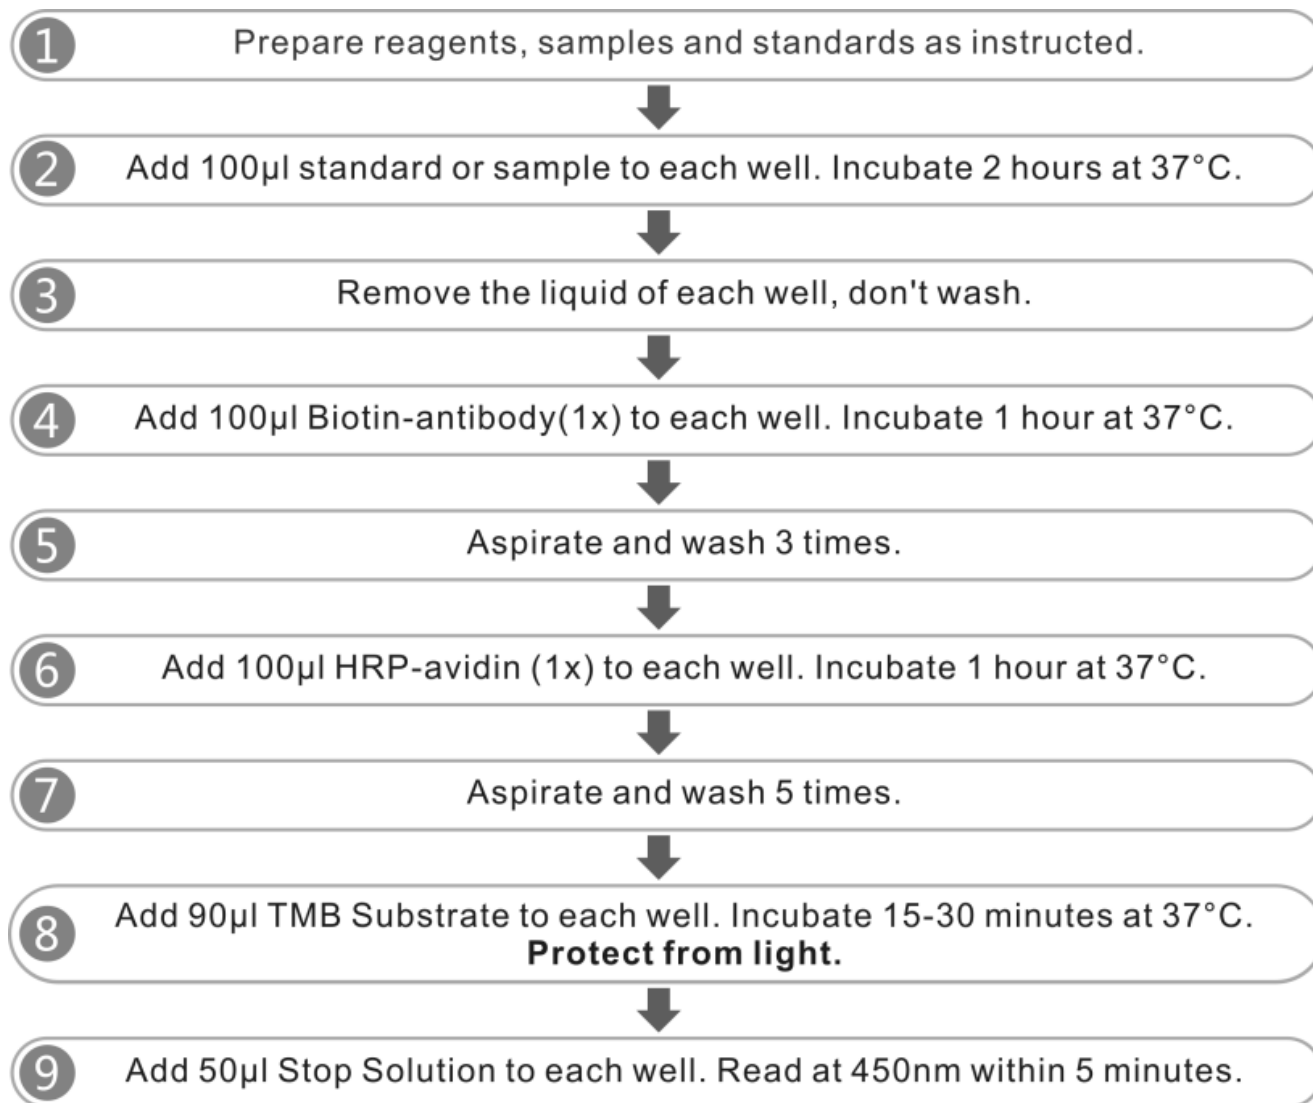 1 Prepare reagents, samples and standards as instructed.
2 Add 100µl standard or sample to each well. Incubate 2 hours at 37°C.
3 Remove the liquid of each well, don't wash.
4 Add 100µl Biotin-antibody(1x) to each well. Incubate 1 hour at 37°C.
5 Aspirate and wash 3 times.
6 Add 100µl HRP-avidin (1x) to each well. Incubate 1 hour at 37°C.
7 Aspirate and wash 5 times.
8 Add 90µl TMB Substrate to each well. Incubate 15-30 minutes at 37°C.
Protect from light.
9 Add 50µl Stop Solution to each well. Read at 450nm within 5 minutes.